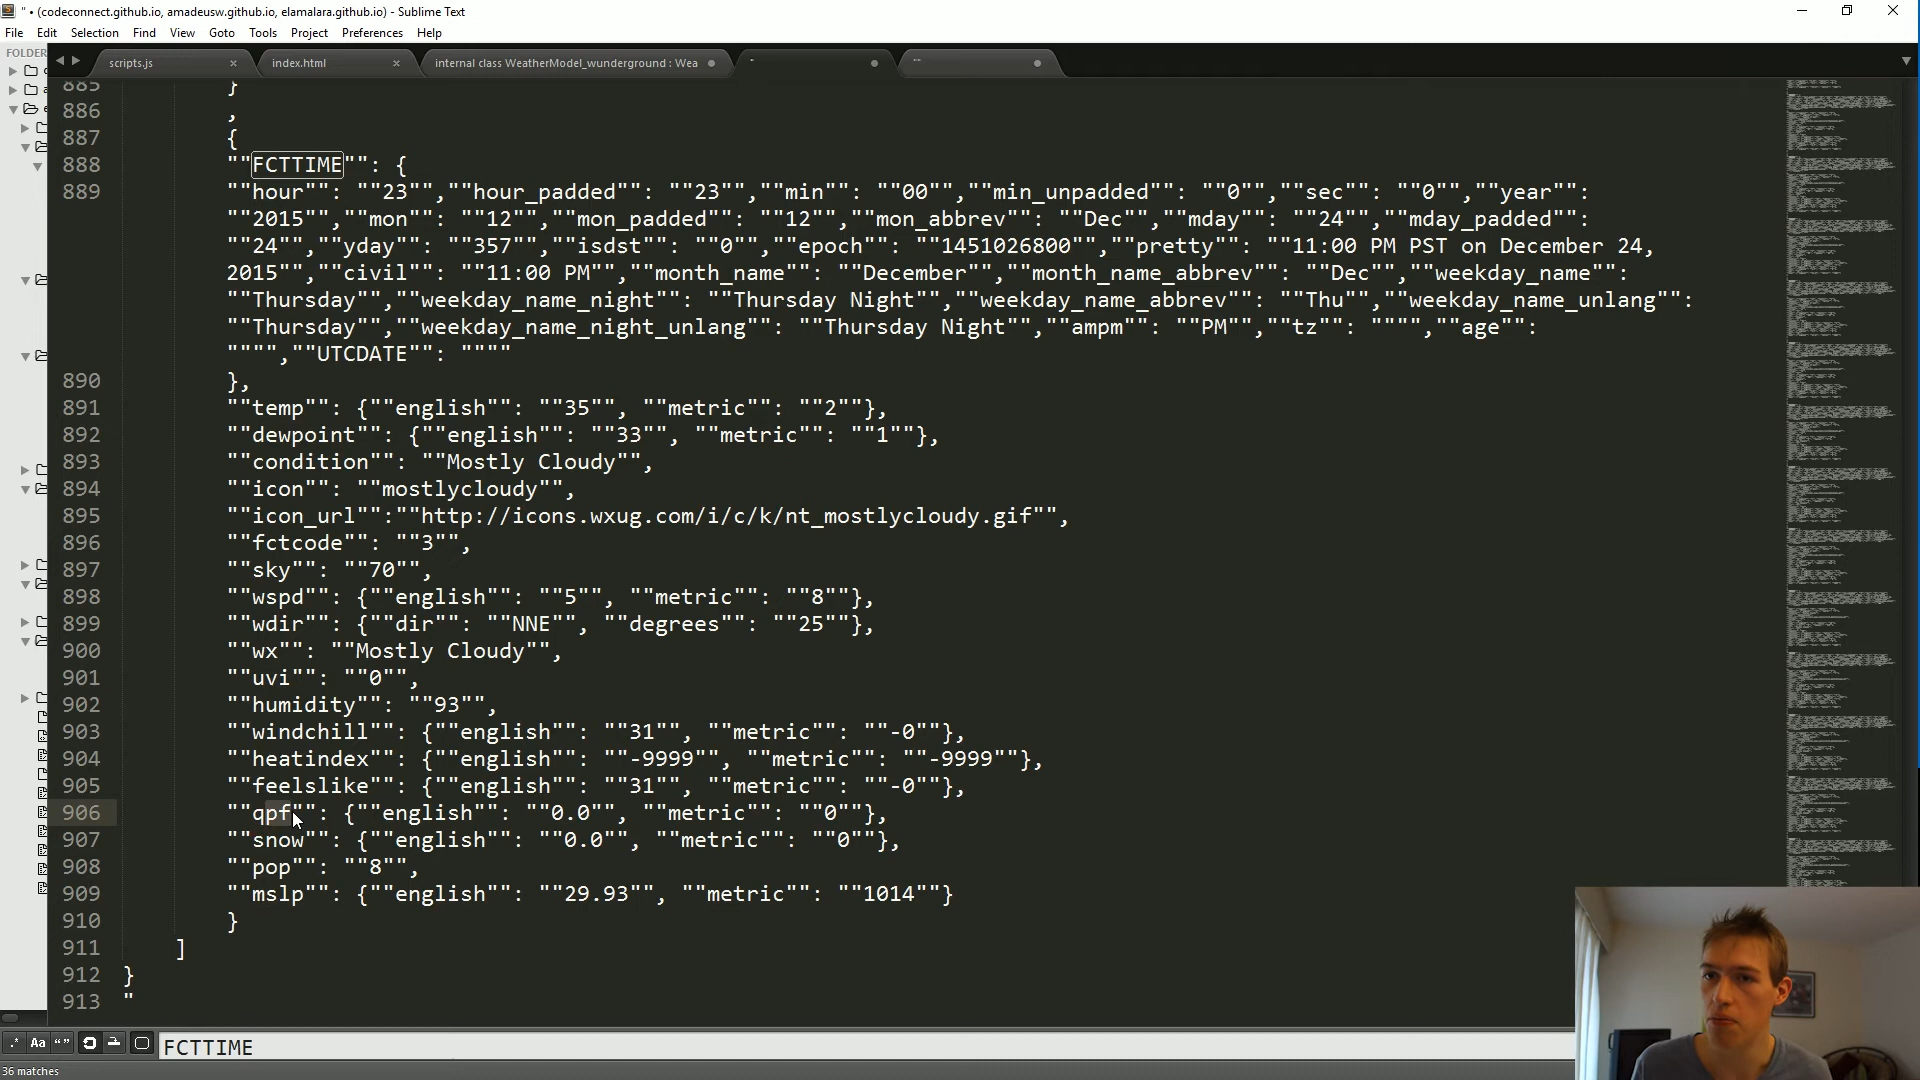 " • (codeconnect.github.io, amadeusw.github.io, elamalara.github.io) - Sublime Text
File Edit Selection Find View Goto Tools Project Preferences Help
FOLDER
scripts.js × index.html × internal class WeatherModel_wunderground : Wea • " • "" •
885 }
886 ,
887 {
888 ""FCTTIME"": {
889 ""hour"": ""23"",""hour_padded"": ""23"",""min"": ""00"",""min_unpadded"": ""0"",""sec"": ""0"",""year"":
""2015"",""mon"": ""12"",""mon_padded"": ""12"",""mon_abbrev"": ""Dec"",""mday"": ""24"",""mday_padded"":
""24"",""yday"": ""357"",""isdst"": ""0"",""epoch"": ""1451026800"",""pretty"": ""11:00 PM PST on December 24,
2015"",""civil"": ""11:00 PM"",""month_name"": ""December"",""month_name_abbrev"": ""Dec"",""weekday_name"":
""Thursday"",""weekday_name_night"": ""Thursday Night"",""weekday_name_abbrev"": ""Thu"",""weekday_name_unlang"":
""Thursday"",""weekday_name_night_unlang"": ""Thursday Night"",""ampm"": ""PM"",""tz"": """",""age"":
"""",""UTCDATE"": """"
890 },
891 ""temp"": {""english"": ""35"", ""metric"": ""2""},
892 ""dewpoint"": {""english"": ""33"", ""metric"": ""1""},
893 ""condition"": ""Mostly Cloudy"",
894 ""icon"": ""mostlycloudy"",
895 ""icon_url"":""http://icons.wxug.com/i/c/k/nt_mostlycloudy.gif"",
896 ""fctcode"": ""3"",
897 ""sky"": ""70"",
898 ""wspd"": {""english"": ""5"", ""metric"": ""8""},
899 ""wdir"": {""dir"": ""NNE"", ""degrees"": ""25""},
900 ""wx"": ""Mostly Cloudy"",
901 ""uvi"": ""0"",
902 ""humidity"": ""93"",
903 ""windchill"": {""english"": ""31"", ""metric"": ""-0""},
904 ""heatindex"": {""english"": ""-9999"", ""metric"": ""-9999""},
905 ""feelslike"": {""english"": ""31"", ""metric"": ""-0""},
906 ""qpf"": {""english"": ""0.0"", ""metric"": ""0""},
907 ""snow"": {""english"": ""0.0"", ""metric"": ""0""},
908 ""pop"": ""8"",
909 ""mslp"": {""english"": ""29.93"", ""metric"": ""1014""}
910 }
911 ]
912 }
913 "
.* Aa “” FCTTIME
36 matches